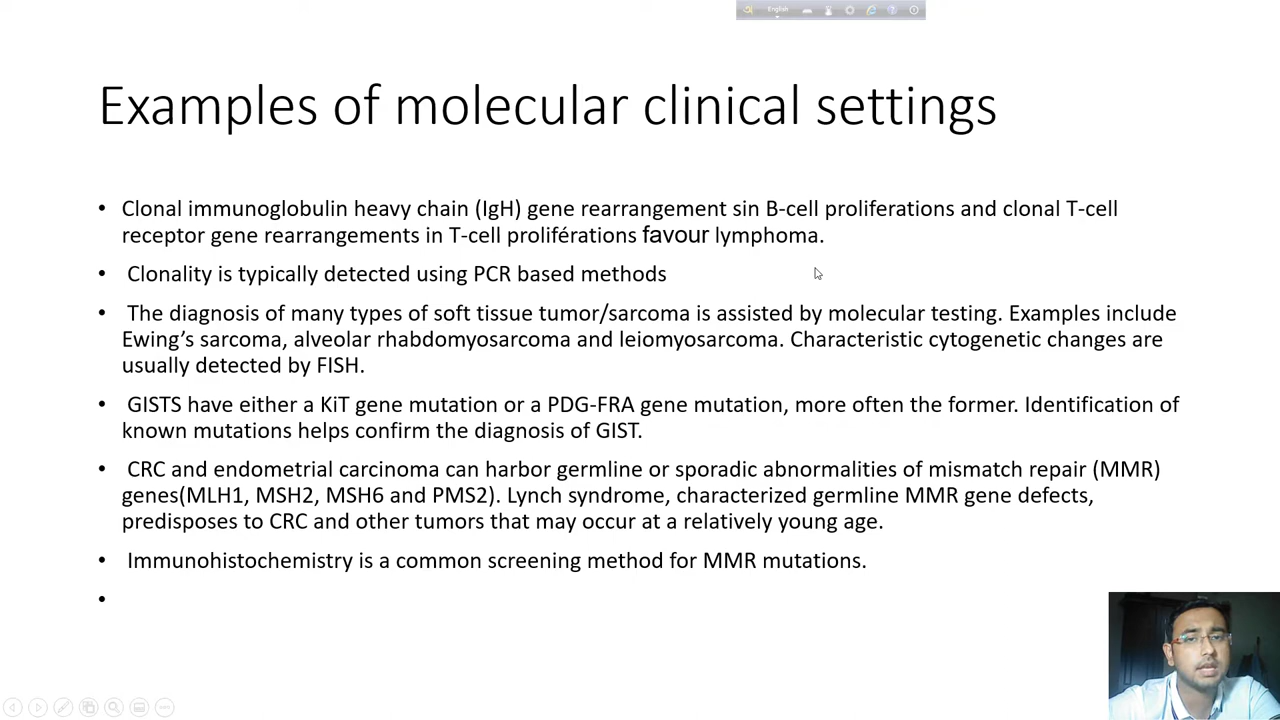 English
Examples of molecular clinical settings
• Clonal immunoglobulin heavy chain (IgH) gene rearrangement sin B-cell proliferations and clonal T-cell
receptor gene rearrangements in T-cell proliférations favour lymphoma.
• Clonality is typically detected using PCR based methods
• The diagnosis of many types of soft tissue tumor/sarcoma is assisted by molecular testing. Examples include
Ewing’s sarcoma, alveolar rhabdomyosarcoma and leiomyosarcoma. Characteristic cytogenetic changes are
usually detected by FISH.
• GISTS have either a KiT gene mutation or a PDG-FRA gene mutation, more often the former. Identification of
known mutations helps confirm the diagnosis of GIST.
• CRC and endometrial carcinoma can harbor germline or sporadic abnormalities of mismatch repair (MMR)
genes(MLH1, MSH2, MSH6 and PMS2). Lynch syndrome, characterized germline MMR gene defects,
predisposes to CRC and other tumors that may occur at a relatively young age.
• Immunohistochemistry is a common screening method for MMR mutations.
•